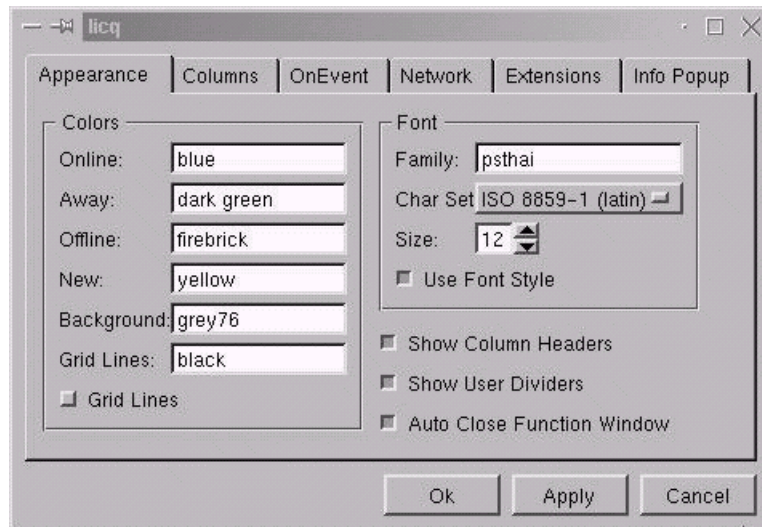 licq
Appearance
Columns
OnEvent
Network
Extensions
Info Popup
Colors
Online: blue
Away: dark green
Offline: firebrick
New: yellow
Background: grey76
Grid Lines: black
Grid Lines
Font
Family: psthai
Char Set ISO 8859-1 (latin)
Size: 12
Use Font Style
Show Column Headers
Show User Dividers
Auto Close Function Window
Ok
Apply
Cancel